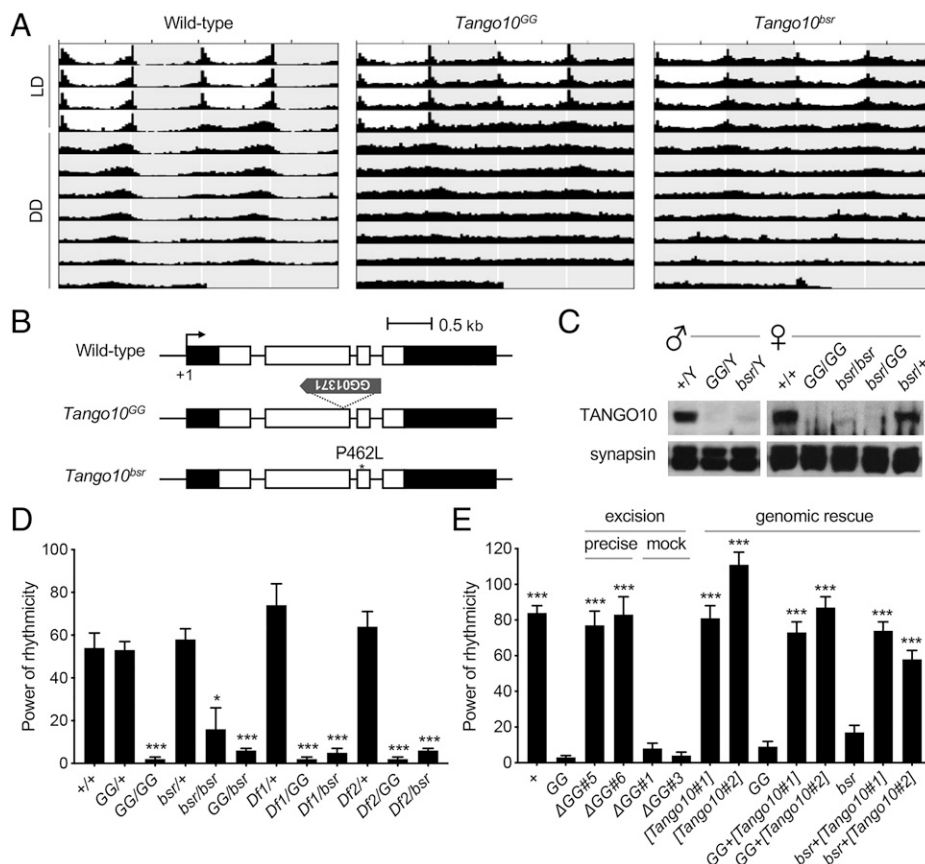 A
Wild-type
Tango10GG
Tango10bsr
LD
DD
B
0.5 kb
Wild-type
+1
GG01371
Tango10GG
P462L
*
Tango10bsr
C
♂
♀
+/Y
GG/Y
bsr/Y
+/+
GG/GG
bsr/bsr
bsr/GG
bsr/+
TANGO10
synapsin
D
Power of rhythmicity
80
60
40
20
0
***
*
***
***
***
***
***
+/+
GG/+
GG/GG
bsr/+
bsr/bsr
GG/bsr
Df1/+
Df1/GG
Df1/bsr
Df2/+
Df2/GG
Df2/bsr
E
excision
genomic rescue
precise
mock
Power of rhythmicity
120
100
80
60
40
20
0
***
***
***
***
***
***
***
***
***
+
GG
ΔGG#5
ΔGG#6
ΔGG#1
ΔGG#3
[Tango10#1]
[Tango10#2]
GG
GG+[Tango10#1]
GG+[Tango10#2]
bsr
bsr+[Tango10#1]
bsr+[Tango10#2]